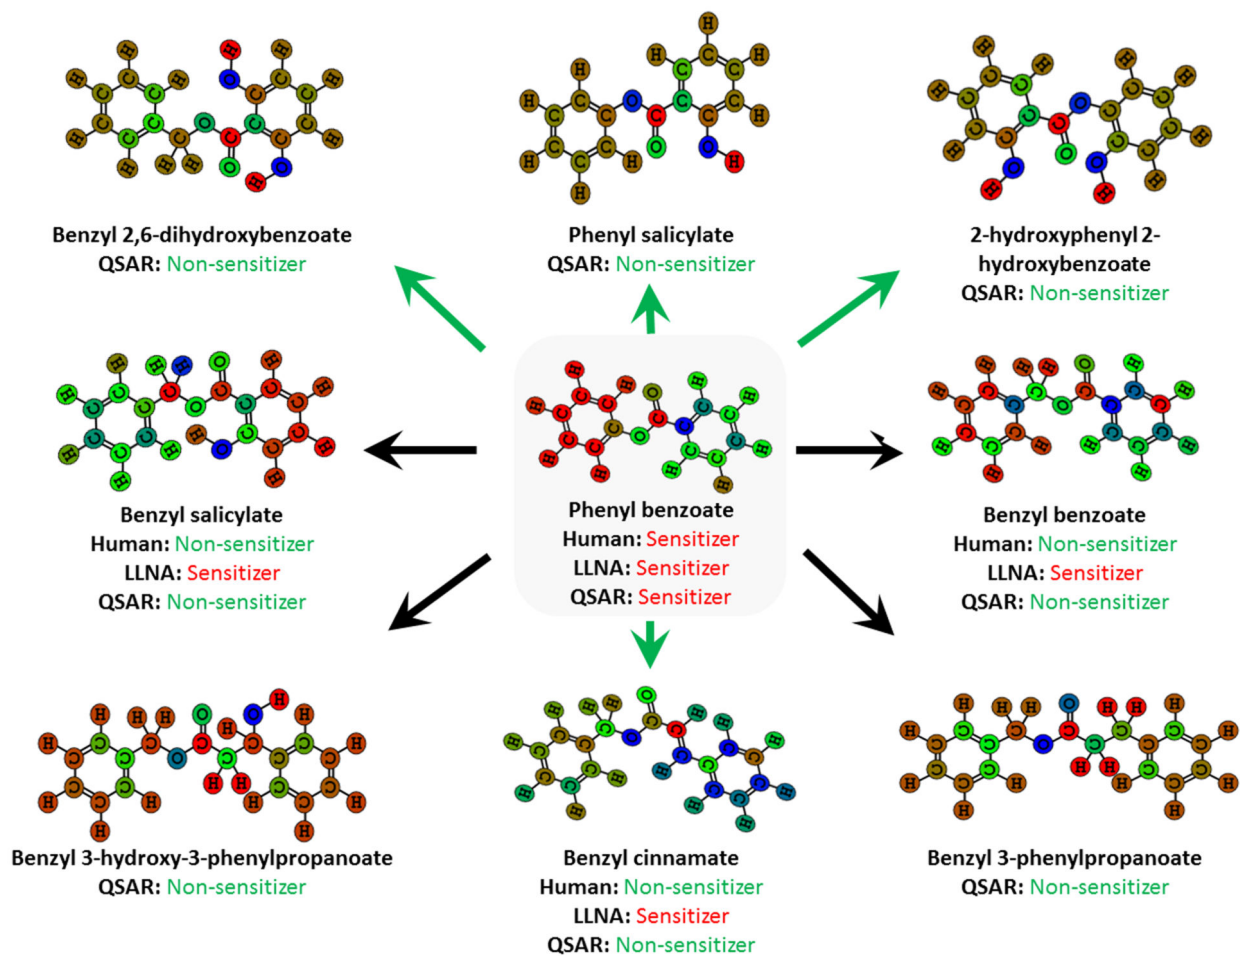 Benzyl 2,6-dihydroxybenzoate
QSAR: Non-sensitizer
Phenyl salicylate
QSAR: Non-sensitizer
2-hydroxyphenyl 2-
hydroxybenzoate
QSAR: Non-sensitizer
Benzyl salicylate
Human: Non-sensitizer
LLNA: Sensitizer
QSAR: Non-sensitizer
Phenyl benzoate
Human: Sensitizer
LLNA: Sensitizer
QSAR: Sensitizer
Benzyl benzoate
Human: Non-sensitizer
LLNA: Sensitizer
QSAR: Non-sensitizer
Benzyl 3-hydroxy-3-phenylpropanoate
QSAR: Non-sensitizer
Benzyl cinnamate
Human: Non-sensitizer
LLNA: Sensitizer
QSAR: Non-sensitizer
Benzyl 3-phenylpropanoate
QSAR: Non-sensitizer